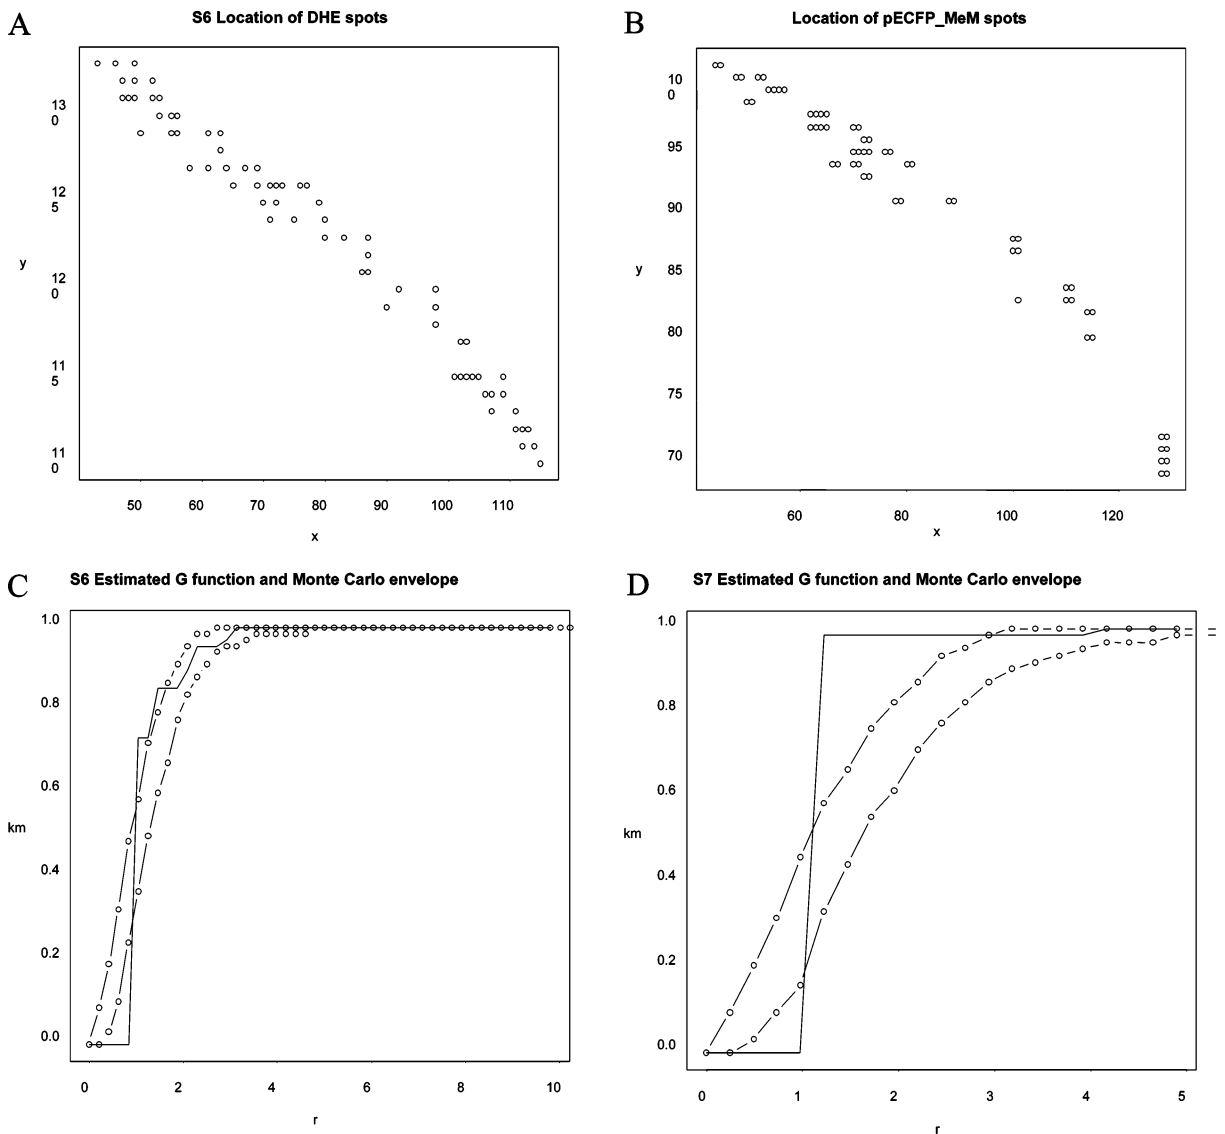 A
S6 Location of DHE spots
13
0
12
5
y
12
0
11
5
11
0
50 60 70 80 90 100 110
x
B
Location of pECFP_MeM spots
10
0
95
90
y
85
80
75
70
60 80 100 120
x
C
S6 Estimated G function and Monte Carlo envelope
1.0
0.8
0.6
km
0.4
0.2
0.0
0 2 4 6 8 10
r
D
S7 Estimated G function and Monte Carlo envelope
1.0
0.8
0.6
km
0.4
0.2
0.0
0 1 2 3 4 5
r